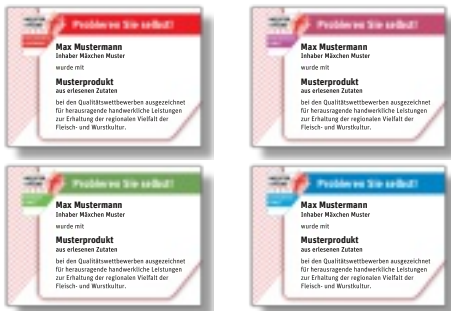 Probieren Sie selbst!
Max Mustermann
Inhaber Mäxchen Muster
wurde mit
Musterprodukt
aus erlesenen Zutaten
bei den Qualitätswettbewerben ausgezeichnet
für herausragende handwerkliche Leistungen
zur Erhaltung der regionalen Vielfalt der
Fleisch- und Wurstkultur.
Probieren Sie selbst!
Max Mustermann
Inhaber Mäxchen Muster
wurde mit
Musterprodukt
aus erlesenen Zutaten
bei den Qualitätswettbewerben ausgezeichnet
für herausragende handwerkliche Leistungen
zur Erhaltung der regionalen Vielfalt der
Fleisch- und Wurstkultur.
Probieren Sie selbst!
Max Mustermann
Inhaber Mäxchen Muster
wurde mit
Musterprodukt
aus erlesenen Zutaten
bei den Qualitätswettbewerben ausgezeichnet
für herausragende handwerkliche Leistungen
zur Erhaltung der regionalen Vielfalt der
Fleisch- und Wurstkultur.
Probieren Sie selbst!
Max Mustermann
Inhaber Mäxchen Muster
wurde mit
Musterprodukt
aus erlesenen Zutaten
bei den Qualitätswettbewerben ausgezeichnet
für herausragende handwerkliche Leistungen
zur Erhaltung der regionalen Vielfalt der
Fleisch- und Wurstkultur.